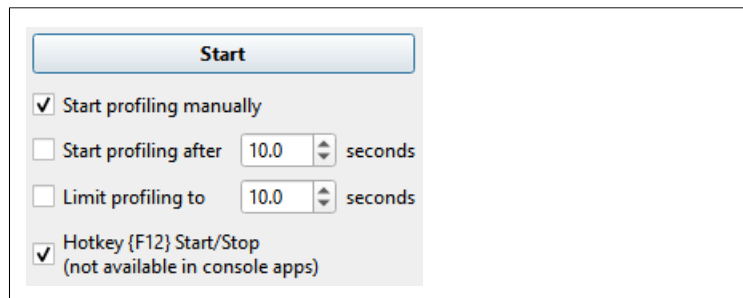 Start
Start profiling manually
Start profiling after 10.0 seconds
Limit profiling to 10.0 seconds
Hotkey {F12} Start/Stop
(not available in console apps)